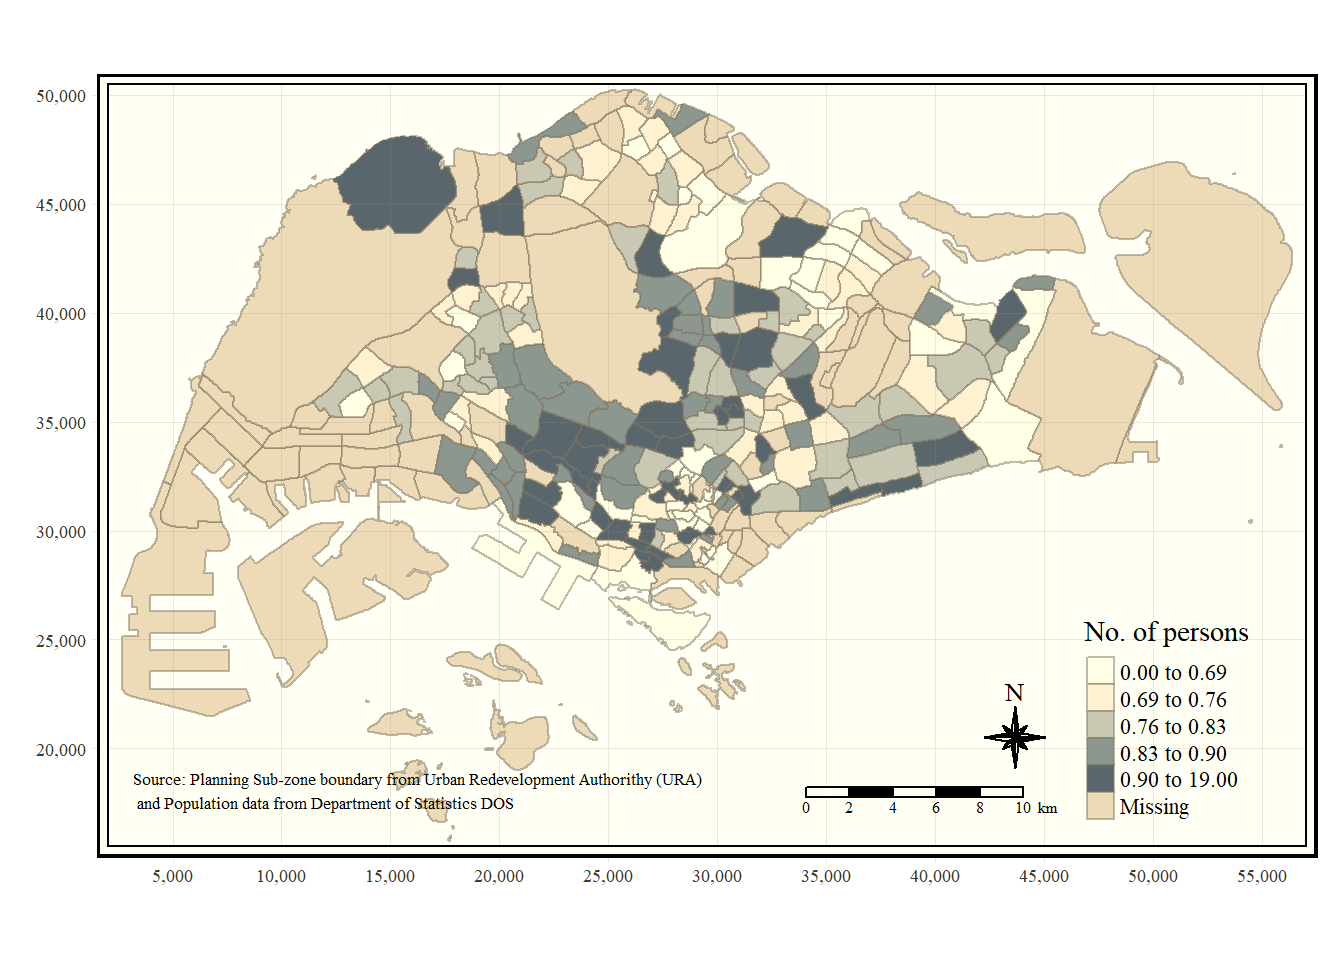 50,000
45,000
40,000
35,000
30,000
25,000
20,000
No. of persons
0.00 to 0.69
0.69 to 0.76
0.76 to 0.83
0.83 to 0.90
0.90 to 19.00
Missing
N
Source: Planning Sub-zone boundary from Urban Redevelopment Authorithy (URA)
and Population data from Department of Statistics DOS
0 2 4 6 8 10 km
5,000 10,000 15,000 20,000 25,000 30,000 35,000 40,000 45,000 50,000 55,000